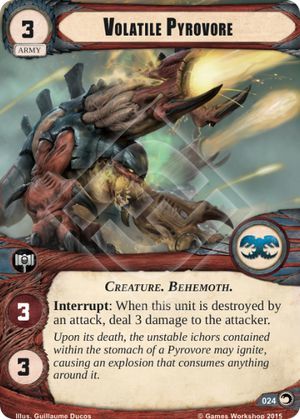 3
ARMY
Volatile Pyrovore
Creature. Behemoth.
3
Interrupt: When this unit is destroyed by
an attack, deal 3 damage to the attacker.
3
Upon its death, the unstable ichors contained
within the stomach of a Pyrovore may ignite,
causing an explosion that consumes anything
around it.
024
Illus. Guillaume Ducos
© Games Workshop 2015